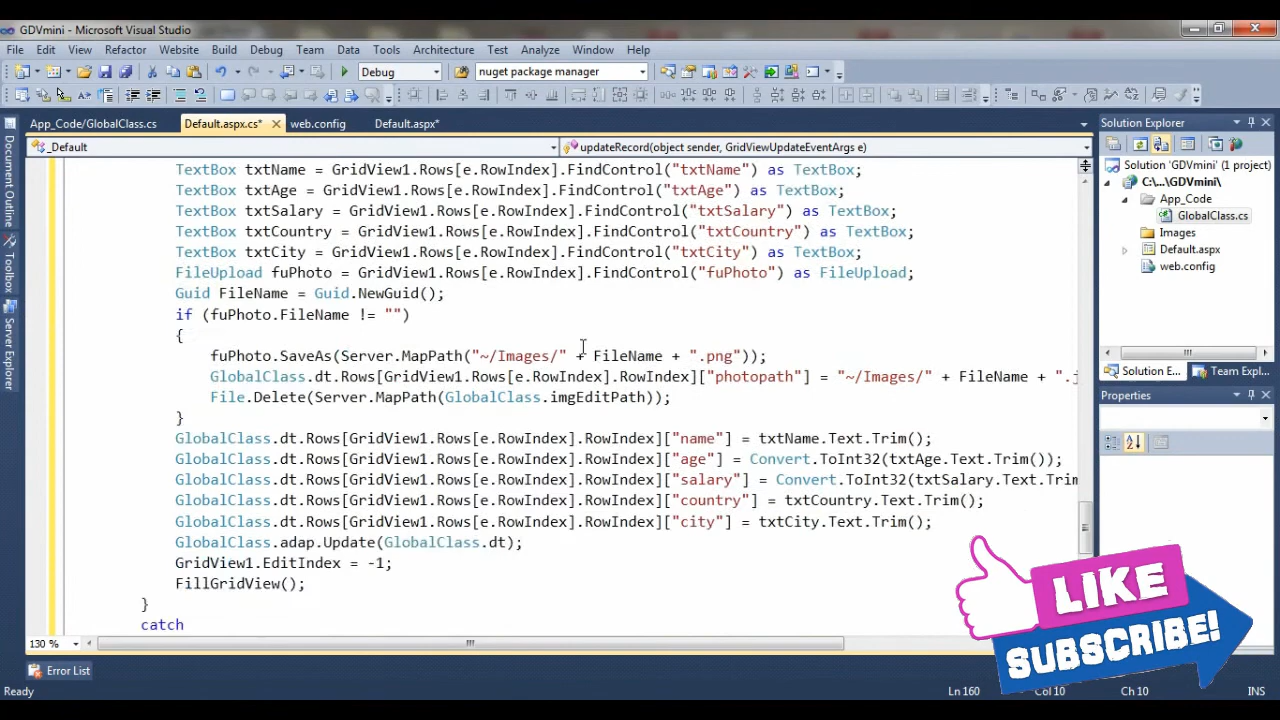 GDVmini - Microsoft Visual Studio
File Edit View Refactor Website Build Debug Team Data Tools Architecture Test Analyze Window Help
Debug nuget package manager
App_Code/GlobalClass.cs Default.aspx.cs* web.config Default.aspx*
_Default updateRecord(object sender, GridViewUpdateEventArgs e)
TextBox txtName = GridView1.Rows[e.RowIndex].FindControl("txtName") as TextBox;
TextBox txtAge = GridView1.Rows[e.RowIndex].FindControl("txtAge") as TextBox;
TextBox txtSalary = GridView1.Rows[e.RowIndex].FindControl("txtSalary") as TextBox;
TextBox txtCountry = GridView1.Rows[e.RowIndex].FindControl("txtCountry") as TextBox;
TextBox txtCity = GridView1.Rows[e.RowIndex].FindControl("txtCity") as TextBox;
FileUpload fuPhoto = GridView1.Rows[e.RowIndex].FindControl("fuPhoto") as FileUpload;
Guid FileName = Guid.NewGuid();
if (fuPhoto.FileName != "")
{
fuPhoto.SaveAs(Server.MapPath("~/Images/" + FileName + ".png"));
GlobalClass.dt.Rows[GridView1.Rows[e.RowIndex].RowIndex]["photopath"] = "~/Images/" + FileName + ".j
File.Delete(Server.MapPath(GlobalClass.imgEditPath));
}
GlobalClass.dt.Rows[GridView1.Rows[e.RowIndex].RowIndex]["name"] = txtName.Text.Trim();
GlobalClass.dt.Rows[GridView1.Rows[e.RowIndex].RowIndex]["age"] = Convert.ToInt32(txtAge.Text.Trim());
GlobalClass.dt.Rows[GridView1.Rows[e.RowIndex].RowIndex]["salary"] = Convert.ToInt32(txtSalary.Text.Trim
GlobalClass.dt.Rows[GridView1.Rows[e.RowIndex].RowIndex]["country"] = txtCountry.Text.Trim();
GlobalClass.dt.Rows[GridView1.Rows[e.RowIndex].RowIndex]["city"] = txtCity.Text.Trim();
GlobalClass.adap.Update(GlobalClass.dt);
GridView1.EditIndex = -1;
FillGridView();
}
catch
130 %
Error List
Ready Ln 160 Col 10 Ch 10 INS
Document Outline
Toolbox
Server Explorer
Solution Explorer
Solution 'GDVmini' (1 project)
C:\...\GDVmini\
App_Code
GlobalClass.cs
Images
Default.aspx
web.config
Solution E... Team Expl...
Properties
LIKE
SUBSCRIBE!